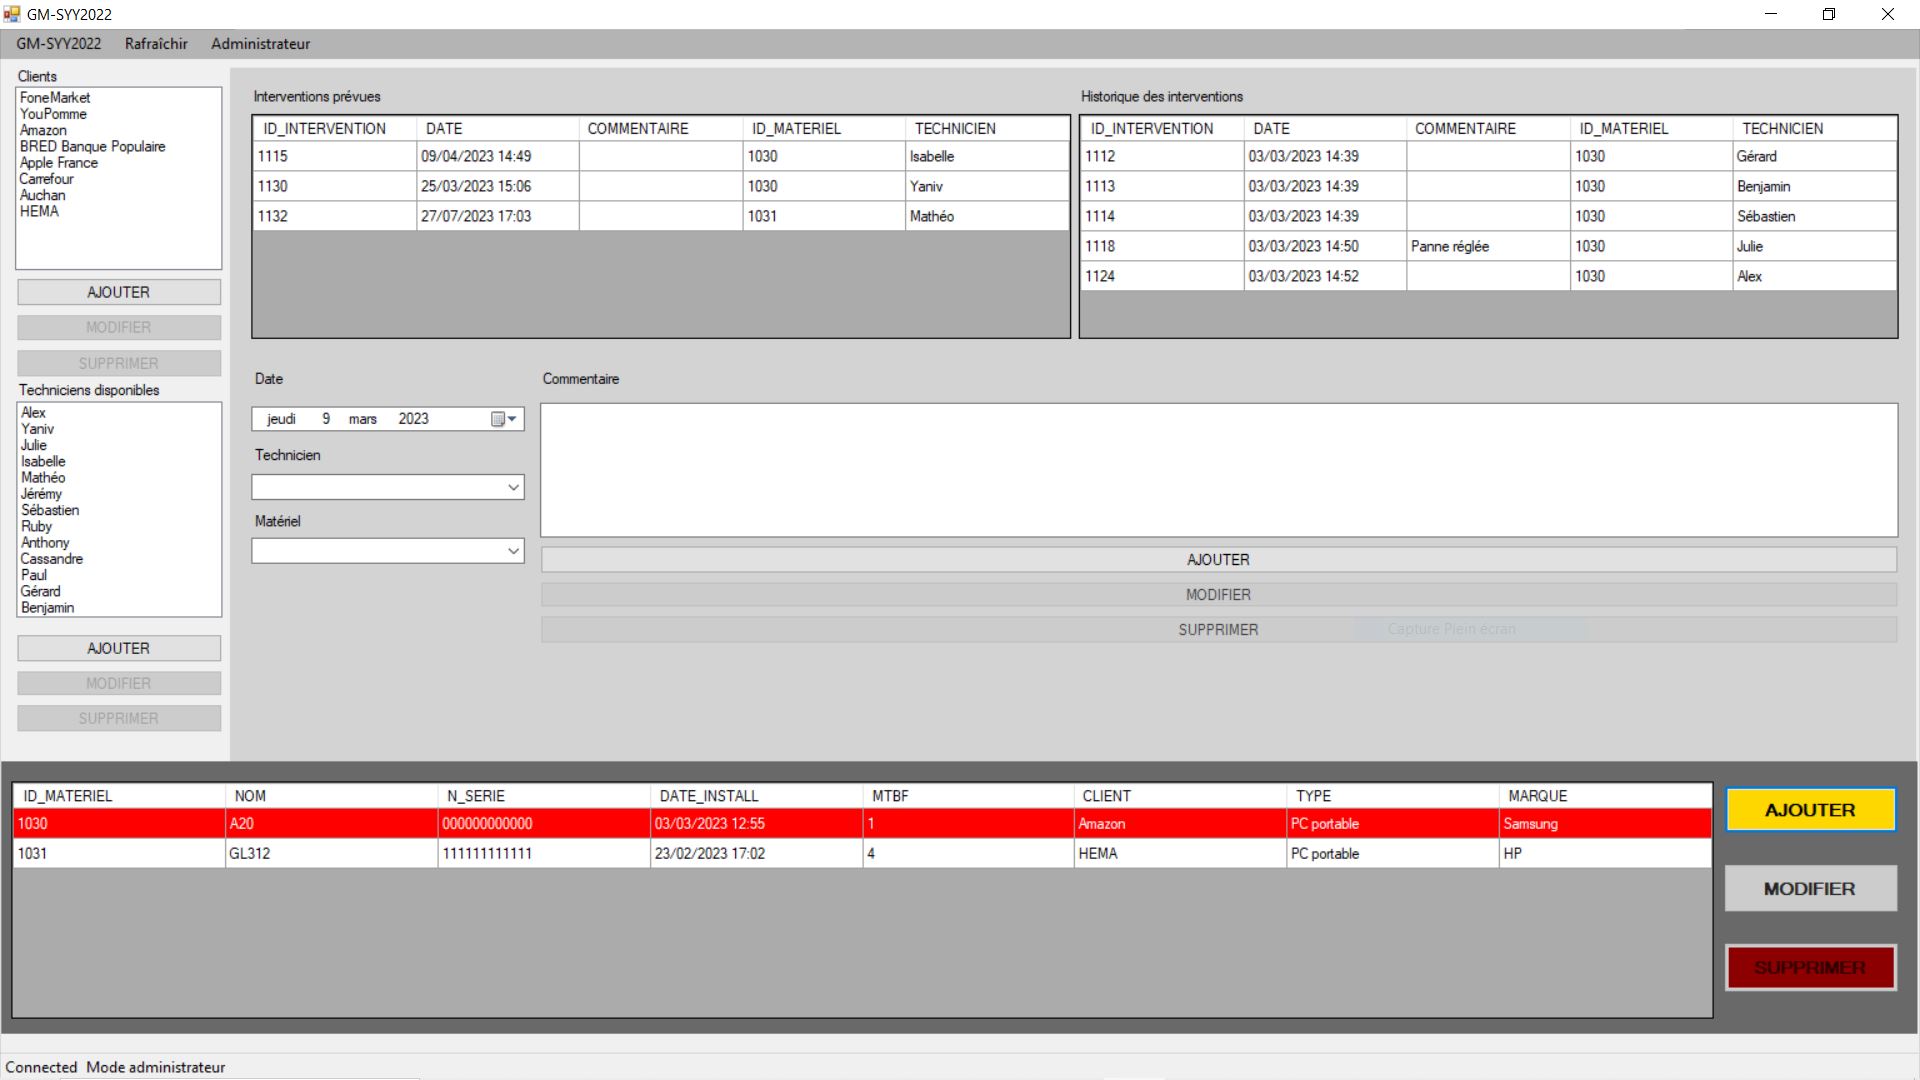 GM-SYY2022
GM-SYY2022 Rafraîchir Administrateur
Clients
FoneMarket
YouPomme
Amazon
BRED Banque Populaire
Apple France
Carrefour
Auchan
HEMA
AJOUTER
MODIFIER
SUPPRIMER
Techniciens disponibles
Alex
Yaniv
Julie
Isabelle
Mathéo
Jérémy
Sébastien
Ruby
Anthony
Cassandre
Paul
Gérard
Benjamin
AJOUTER
MODIFIER
SUPPRIMER
Interventions prévues
ID_INTERVENTION DATE COMMENTAIRE ID_MATERIEL TECHNICIEN
1115 09/04/2023 14:49 1030 Isabelle
1130 25/03/2023 15:06 1030 Yaniv
1132 27/07/2023 17:03 1031 Mathéo
Historique des interventions
ID_INTERVENTION DATE COMMENTAIRE ID_MATERIEL TECHNICIEN
1112 03/03/2023 14:39 1030 Gérard
1113 03/03/2023 14:39 1030 Benjamin
1114 03/03/2023 14:39 1030 Sébastien
1118 03/03/2023 14:50 Panne réglée 1030 Julie
1124 03/03/2023 14:52 1030 Alex
Date
jeudi 9 mars 2023
Technicien
Matériel
Commentaire
AJOUTER
MODIFIER
SUPPRIMER
Capture Plein écran
ID_MATERIEL NOM N_SERIE DATE_INSTALL MTBF CLIENT TYPE MARQUE
1030 A20 000000000000 03/03/2023 12:55 1 Amazon PC portable Samsung
1031 GL312 111111111111 23/02/2023 17:02 4 HEMA PC portable HP
AJOUTER
MODIFIER
SUPPRIMER
Connected Mode administrateur